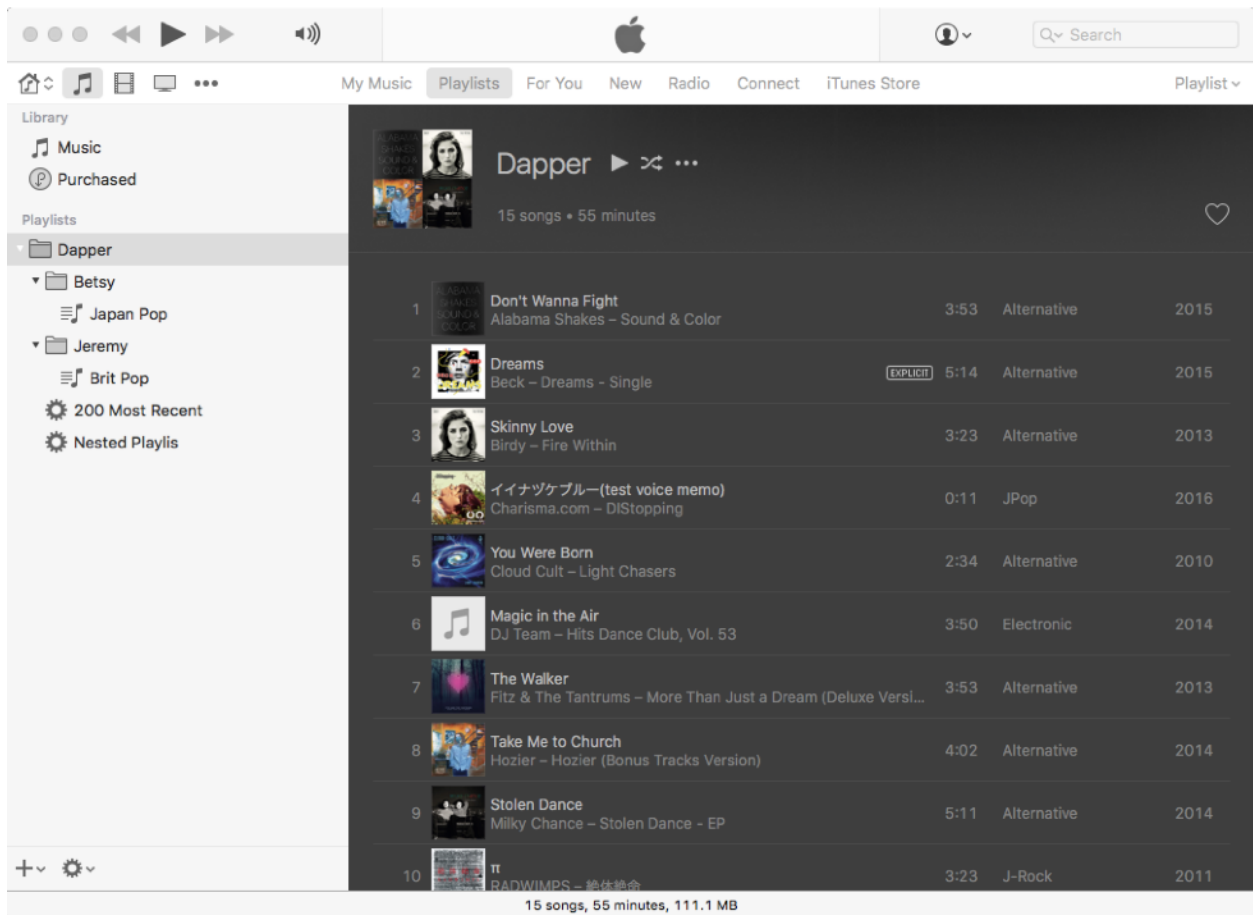 Search
My Music Playlists For You New Radio Connect iTunes Store Playlist
Library
Music
Purchased
Playlists
Dapper
Betsy
Japan Pop
Jeremy
Brit Pop
200 Most Recent
Nested Playlis
ALABAMA
SHAKES
SOUND &
COLOR
Dapper
15 songs • 55 minutes
1 Don't Wanna Fight 3:53 Alternative 2015
Alabama Shakes – Sound & Color
2 Dreams EXPLICIT 5:14 Alternative 2015
Beck – Dreams - Single
3 Skinny Love 3:23 Alternative 2013
Birdy – Fire Within
4 イイナヅケブルー(test voice memo) 0:11 JPop 2016
Charisma.com – DIStopping
5 You Were Born 2:34 Alternative 2010
Cloud Cult – Light Chasers
6 Magic in the Air 3:50 Electronic 2014
DJ Team – Hits Dance Club, Vol. 53
7 The Walker 3:53 Alternative 2013
Fitz & The Tantrums – More Than Just a Dream (Deluxe Versi...
8 Take Me to Church 4:02 Alternative 2014
Hozier – Hozier (Bonus Tracks Version)
9 Stolen Dance 5:11 Alternative 2014
Milky Chance – Stolen Dance - EP
10 π 3:23 J-Rock 2011
RADWIMPS – 絶体絶命
15 songs, 55 minutes, 111.1 MB